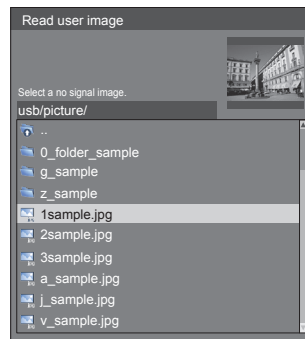 Read user image
Select a no signal image.
usb/picture/
..
0_folder_sample
g_sample
z_sample
1sample.jpg
2sample.jpg
3sample.jpg
a_sample.jpg
j_sample.jpg
v_sample.jpg